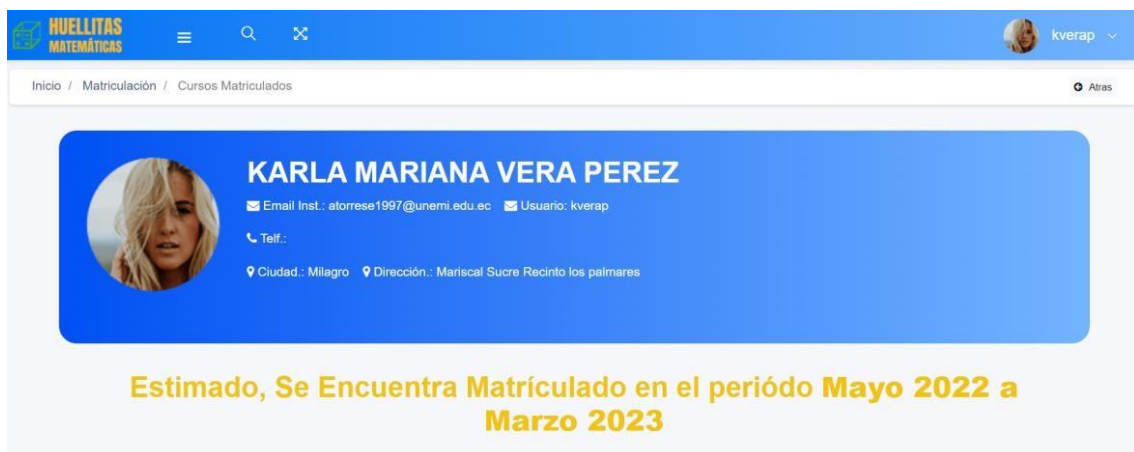 HUELLITAS
MATEMÁTICAS
kverap
Inicio / Matriculación / Cursos Matriculados
Atras
KARLA MARIANA VERA PEREZ
Email Inst.: atorrese1997@unemi.edu.ec Usuario: kverap
Telf.:
Ciudad.: Milagro Dirección.: Mariscal Sucre Recinto los palmares
Estimado, Se Encuentra Matrículado en el periódo Mayo 2022 a
Marzo 2023